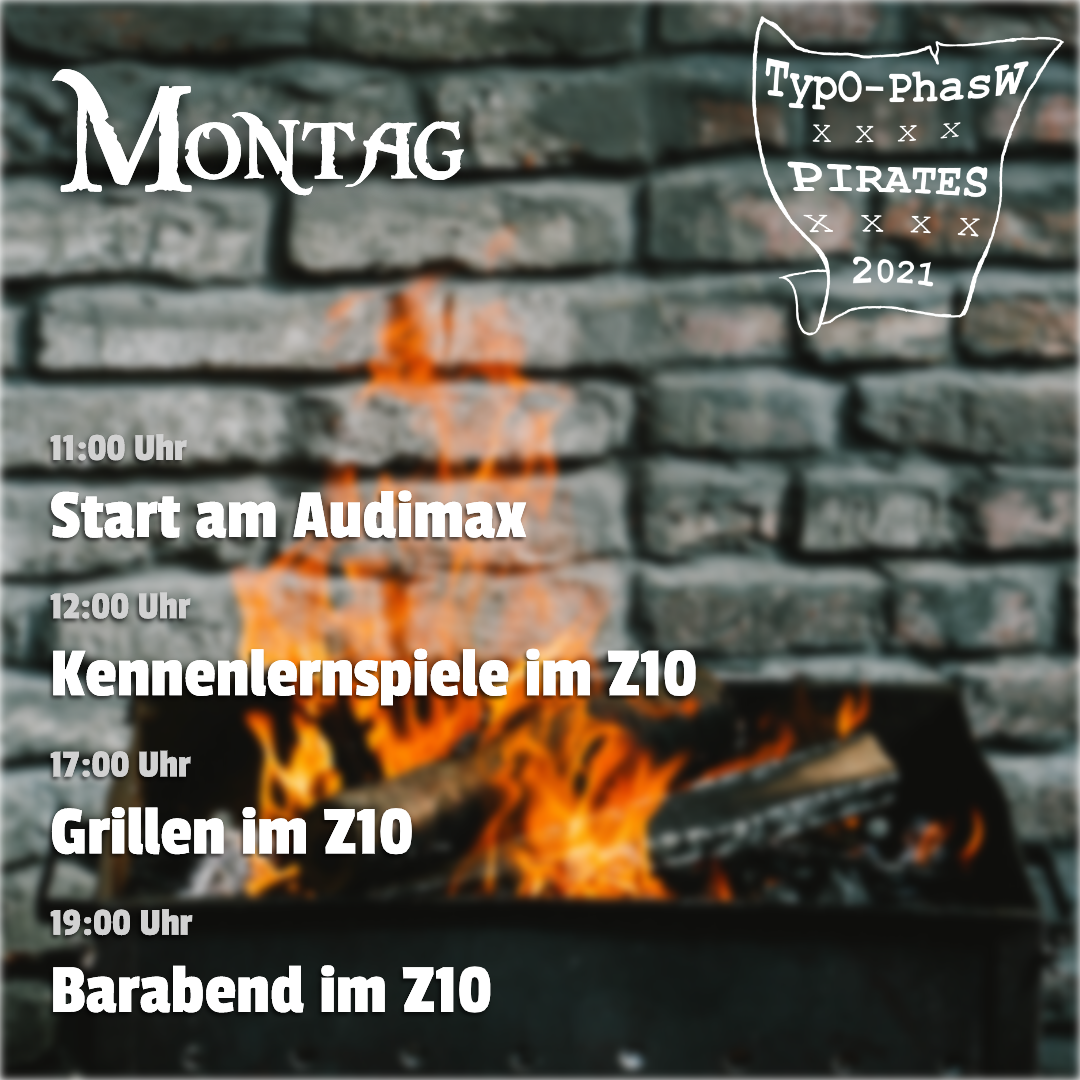 Montag
TypO-PhasW
x x x x
PIRATES
x x x x
2021
11:00 Uhr
Start am Audimax
12:00 Uhr
Kennenlernspiele im Z10
17:00 Uhr
Grillen im Z10
19:00 Uhr
Barabend im Z10